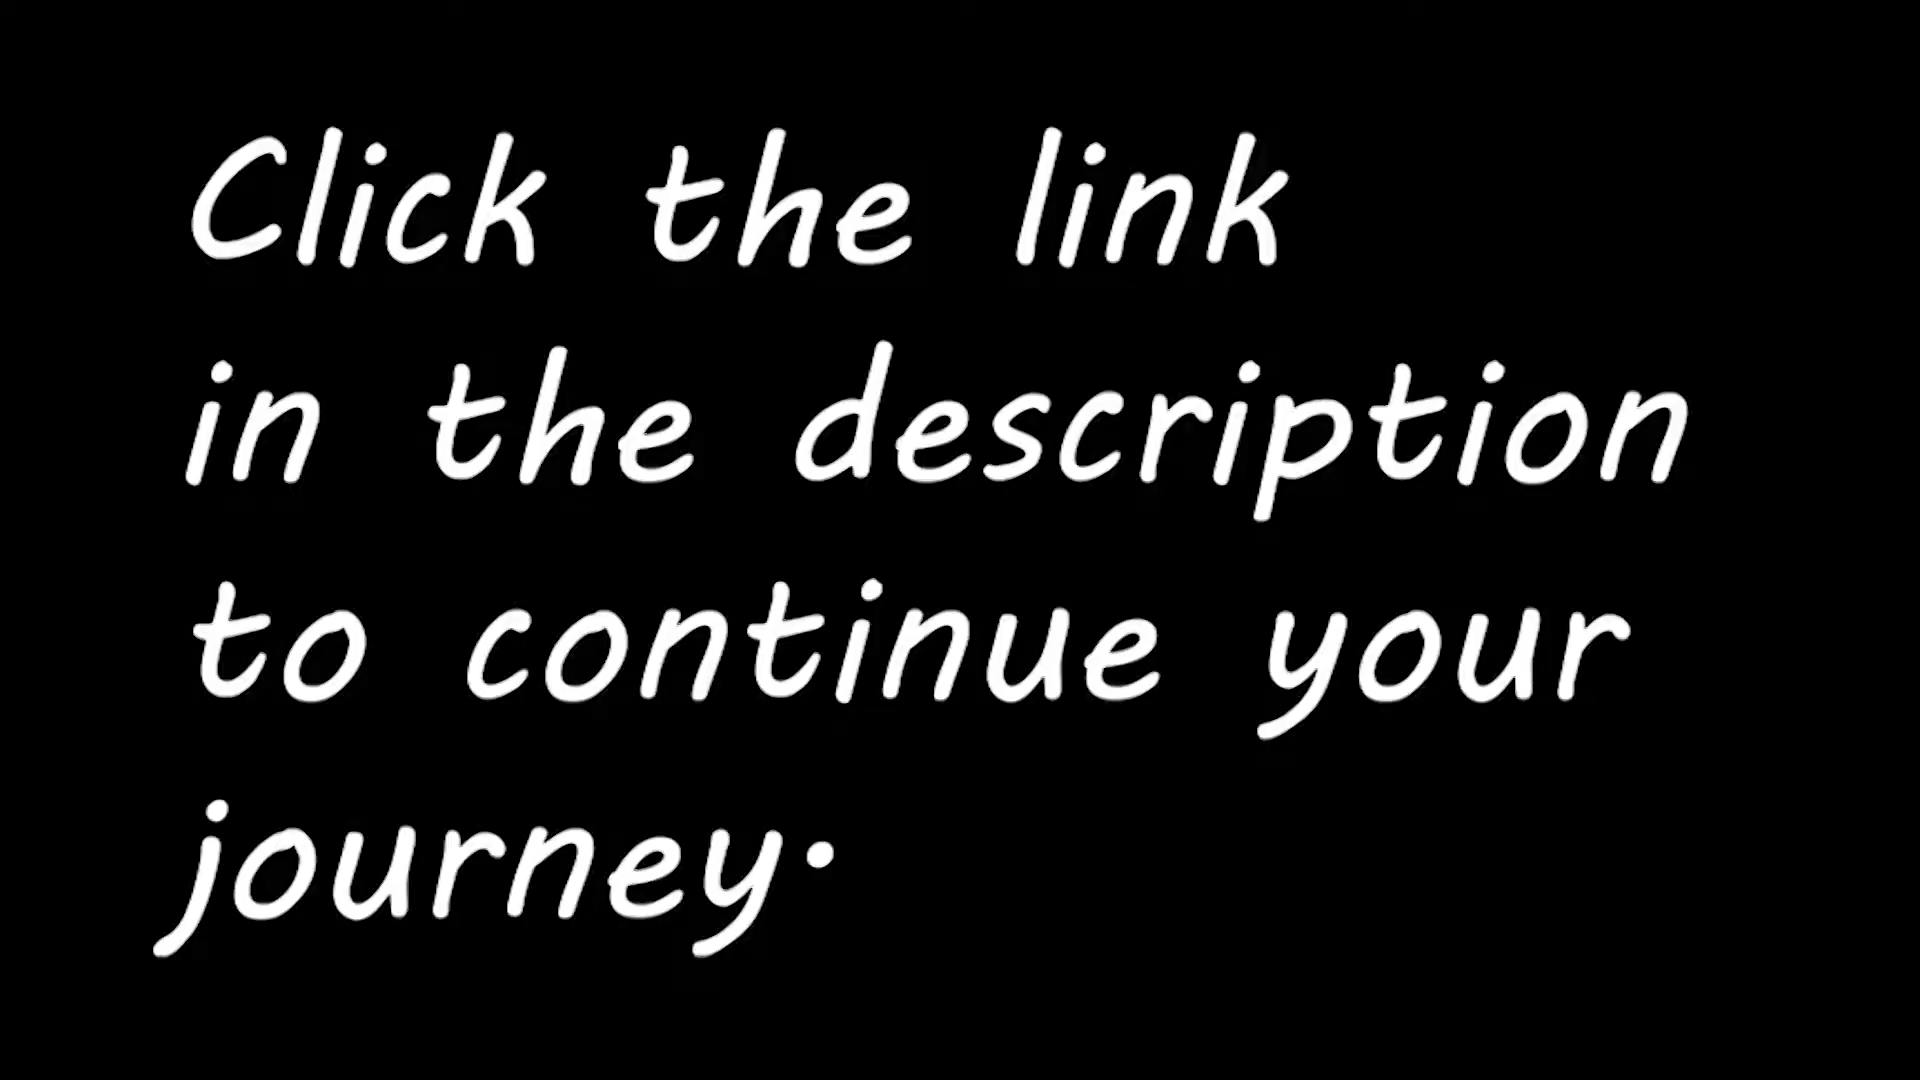 Click the link
in the description
to continue your
journey.